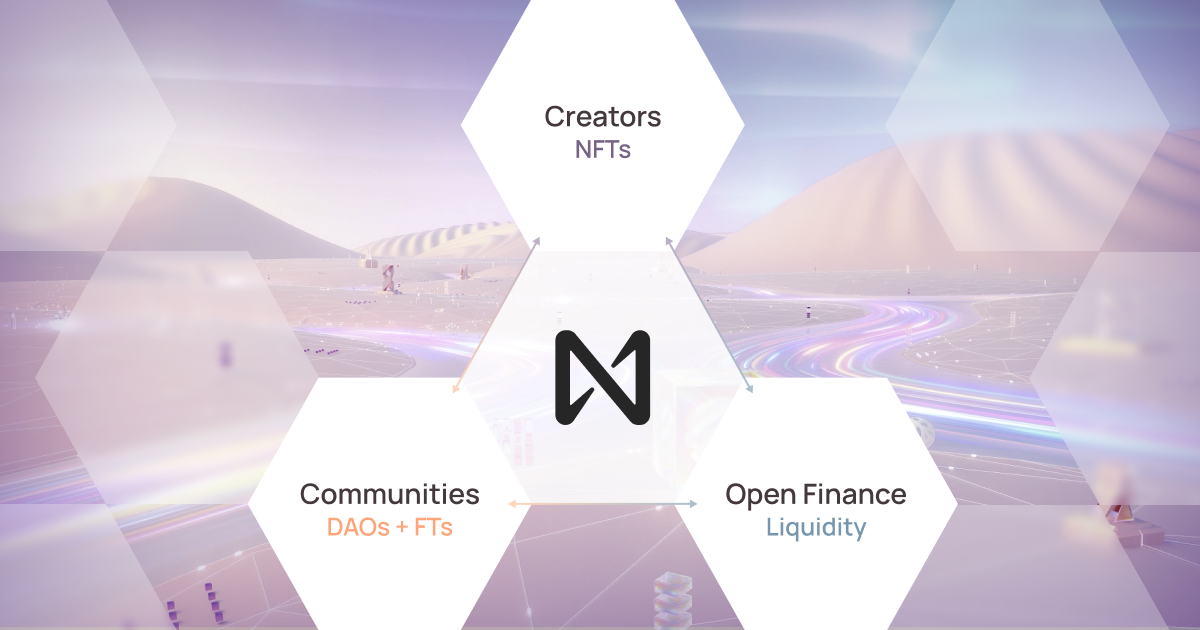 Creators
NFTs
Communities
DAOs + FTs
Open Finance
Liquidity